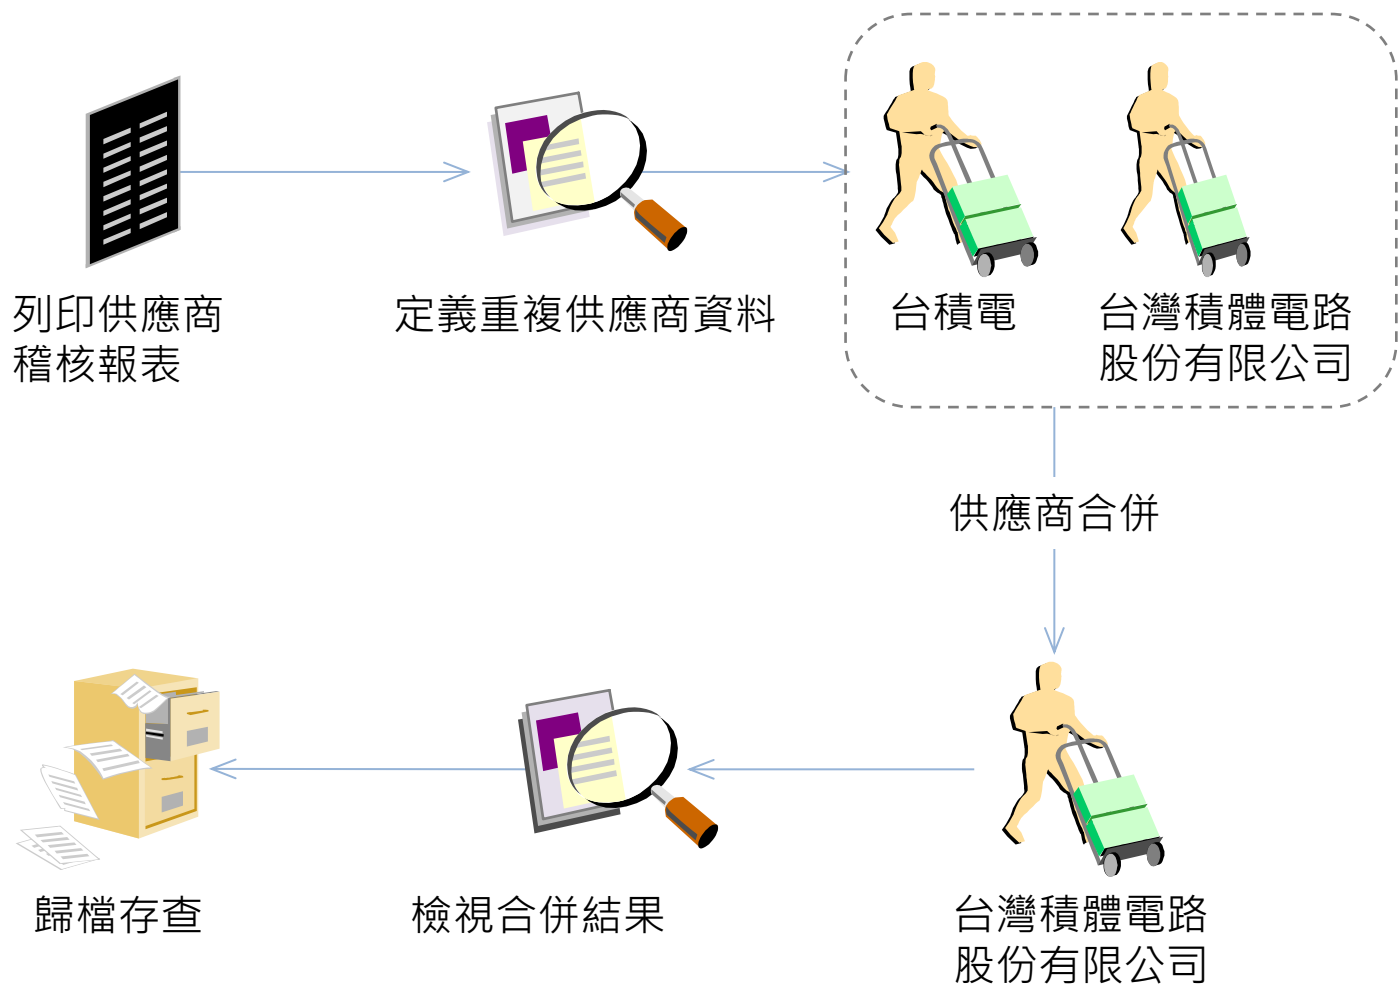 列印供應商
稽核報表
定義重複供應商資料
台積電
台灣積體電路
股份有限公司
供應商合併
歸檔存查
檢視合併結果
台灣積體電路
股份有限公司